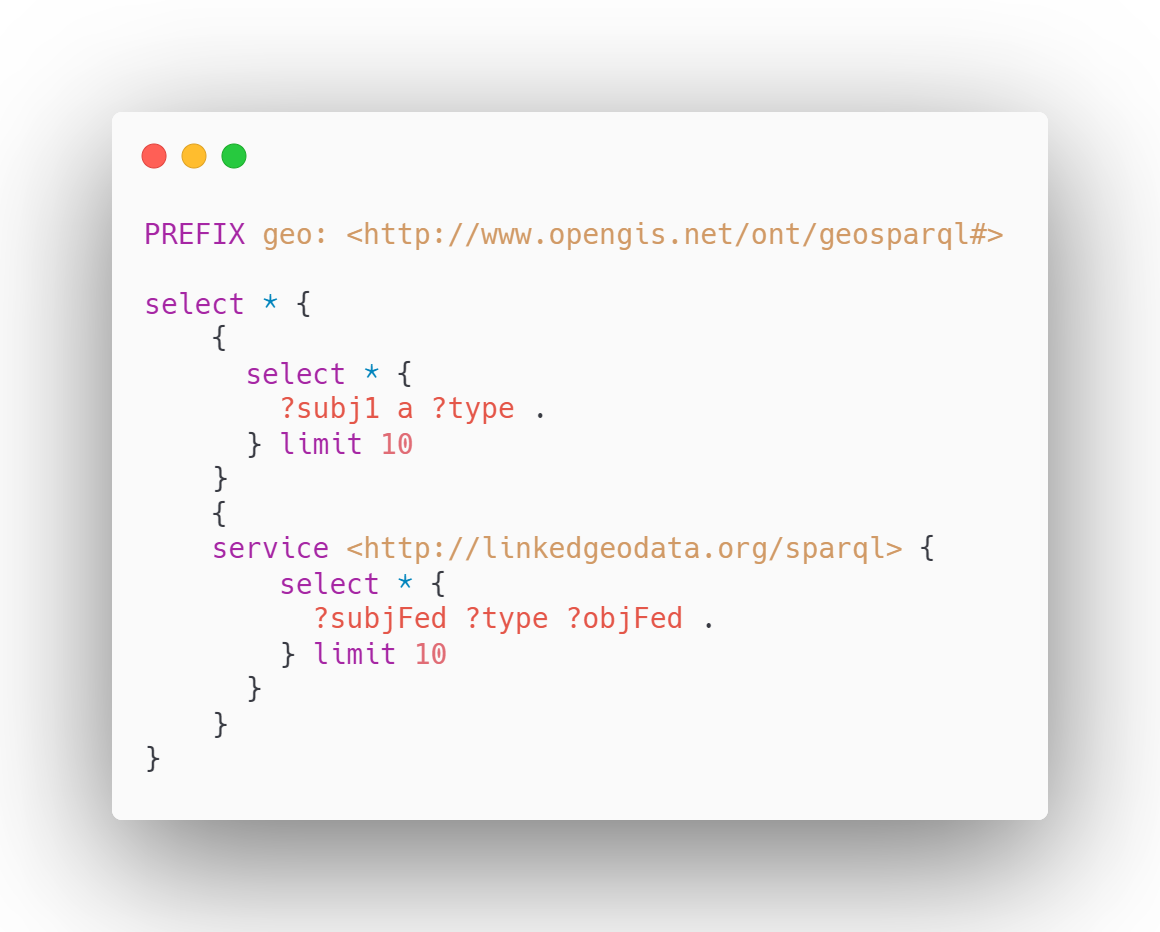 PREFIX geo: <http://www.opengis.net/ont/geosparql#>

select * {
    {
      select * {
        ?subj1 a ?type .
      } limit 10
    }
    {
    service <http://linkedgeodata.org/sparql> {
        select * {
          ?subjFed ?type ?objFed .
        } limit 10
      }
    }
}